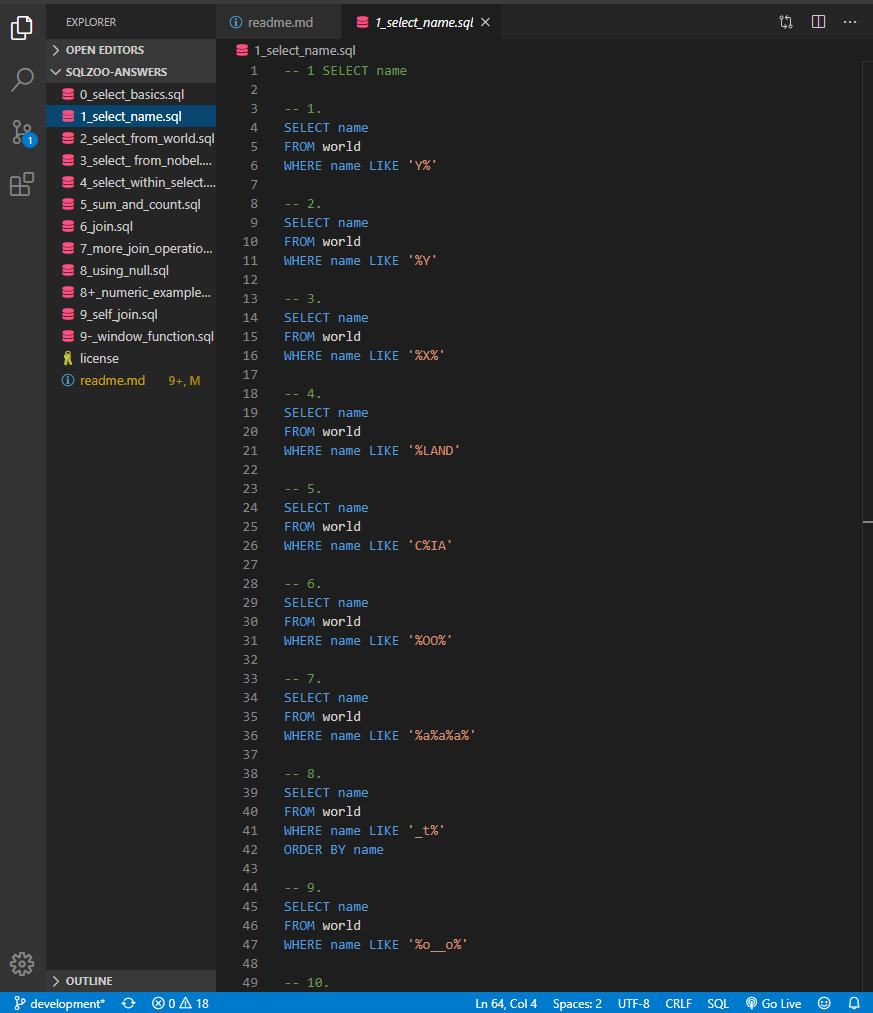 EXPLORER
OPEN EDITORS
SQLZOO-ANSWERS
0_select_basics.sql
1_select_name.sql
2_select_from_world.sql
3_select_ from_nobel....
4_select_within_select....
5_sum_and_count.sql
6_join.sql
7_more_join_operatio...
8_using_null.sql
8+_numeric_example...
9_self_join.sql
9-_window_function.sql
license
readme.md 9+, M
OUTLINE
1
readme.md
1_select_name.sql
1_select_name.sql
1 -- 1 SELECT name
2
3 -- 1.
4 SELECT name
5 FROM world
6 WHERE name LIKE 'Y%'
7
8 -- 2.
9 SELECT name
10 FROM world
11 WHERE name LIKE '%Y'
12
13 -- 3.
14 SELECT name
15 FROM world
16 WHERE name LIKE '%X%'
17
18 -- 4.
19 SELECT name
20 FROM world
21 WHERE name LIKE '%LAND'
22
23 -- 5.
24 SELECT name
25 FROM world
26 WHERE name LIKE 'C%IA'
27
28 -- 6.
29 SELECT name
30 FROM world
31 WHERE name LIKE '%OO%'
32
33 -- 7.
34 SELECT name
35 FROM world
36 WHERE name LIKE '%a%a%a%'
37
38 -- 8.
39 SELECT name
40 FROM world
41 WHERE name LIKE '_t%'
42 ORDER BY name
43
44 -- 9.
45 SELECT name
46 FROM world
47 WHERE name LIKE '%o__o%'
48
49 -- 10.
development* 0 18 Ln 64, Col 4 Spaces: 2 UTF-8 CRLF SQL Go Live